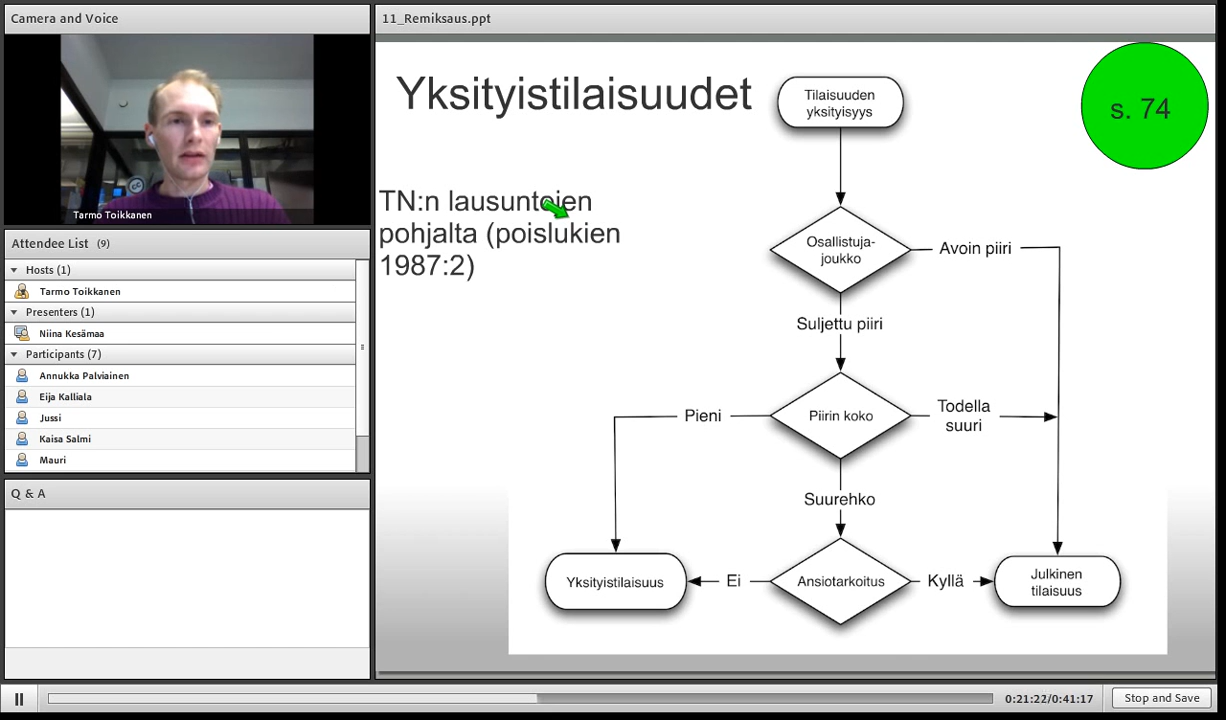 Camera and Voice
Tarmo Toikkanen
Attendee List (9)
Hosts (1)
Tarmo Toikkanen
Presenters (1)
Niina Kesämaa
Participants (7)
Annukka Palviainen
Eija Kalliala
Jussi
Kaisa Salmi
Mauri
Q & A
11_Remiksaus.ppt
Yksityistilaisuudet
s. 74
TN:n lausuntojen
pohjalta (poislukien
1987:2)
Tilaisuuden
yksityisyys
Osallistuja-
joukko
Avoin piiri
Suljettu piiri
Pieni
Piirin koko
Todella
suuri
Suurehko
Yksityistilaisuus
Ei
Ansiotarkoitus
Kyllä
Julkinen
tilaisuus
0:21:22/0:41:17
Stop and Save